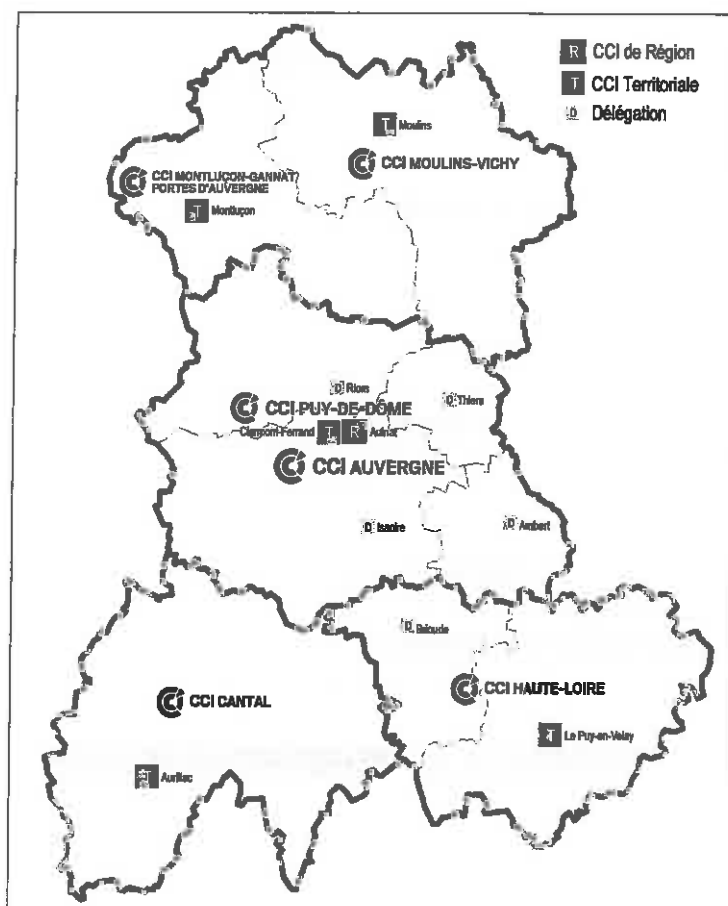 R CCI de Région
T CCI Territoriale
D Délégation
T Moulins
CCI MOULINS-VICHY
CCI MONTLUÇON-GANNAT/
PORTES D'AUVERGNE
T Montluçon
D Riom
D Thiers
CCI PUY-DE-DÔME
Clermont-Ferrand T R Aulnat
CCI AUVERGNE
D Issoire
D Ambert
D Brioude
CCI CANTAL
CCI HAUTE-LOIRE
T Le Puy-en-Velay
T Aurillac